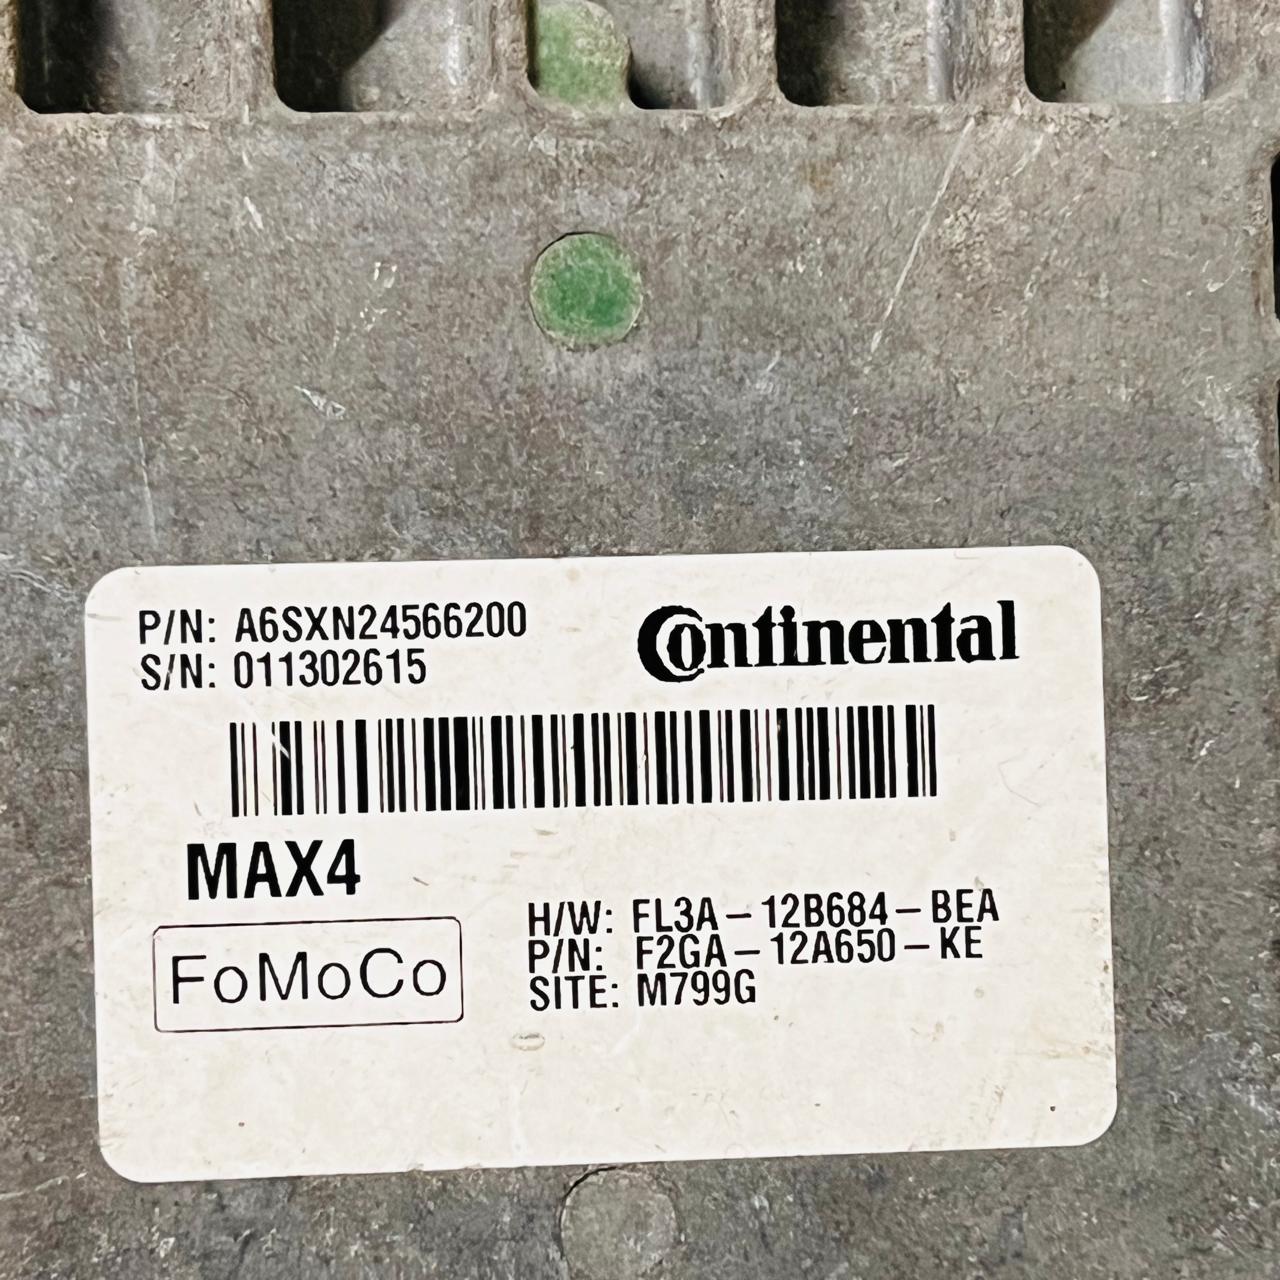 P/N: A6SXN24566200
S/N: 011302615
Continental
MAX4
FoMoCo
H/W: FL3A-12B684-BEA
P/N: F2GA-12A650-KE
SITE: M799G